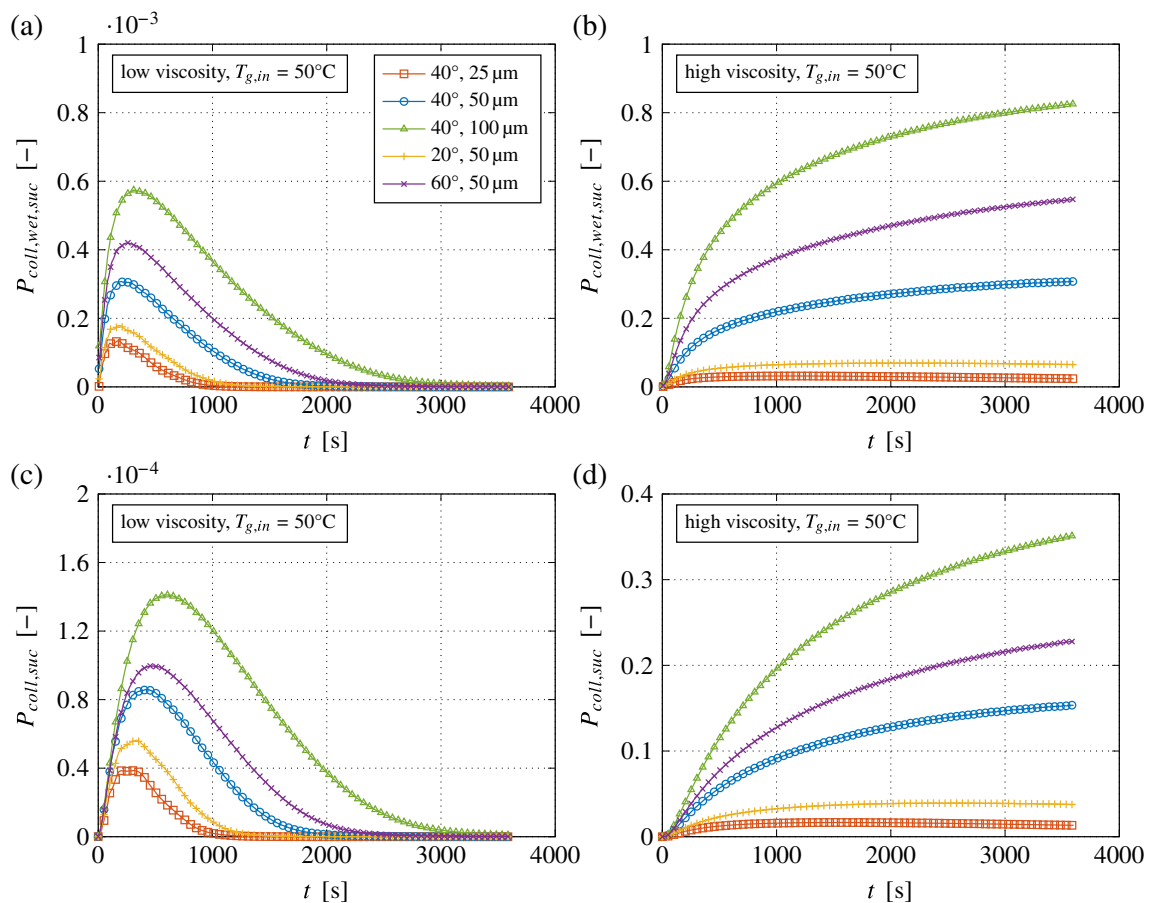 (a)
·10⁻³
1
0.8
0.6
0.4
0.2
0
P_coll,wet,suc [−]
low viscosity, T_g,in = 50°C
40°, 25 µm
40°, 50 µm
40°, 100 µm
20°, 50 µm
60°, 50 µm
0 1000 2000 3000 4000
t [s]
(b)
1
0.8
0.6
0.4
0.2
0
P_coll,wet,suc [−]
high viscosity, T_g,in = 50°C
0 1000 2000 3000 4000
t [s]
(c)
·10⁻⁴
2
1.6
1.2
0.8
0.4
0
P_coll,suc [−]
low viscosity, T_g,in = 50°C
0 1000 2000 3000 4000
t [s]
(d)
0.4
0.3
0.2
0.1
0
P_coll,suc [−]
high viscosity, T_g,in = 50°C
0 1000 2000 3000 4000
t [s]